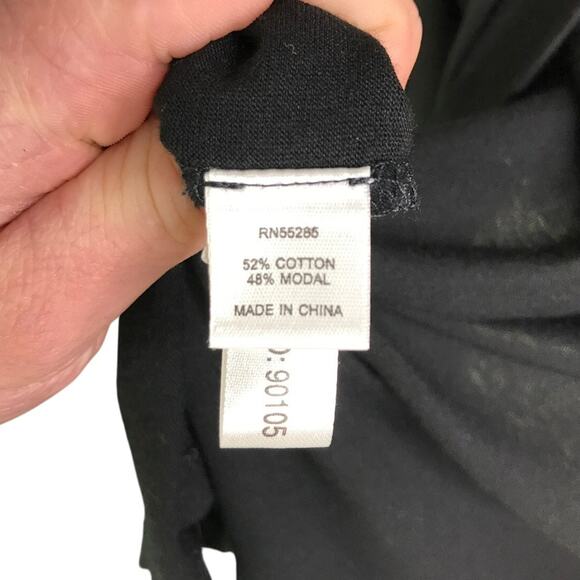 RN55285
52% COTTON
48% MODAL
MADE IN CHINA
: 90105